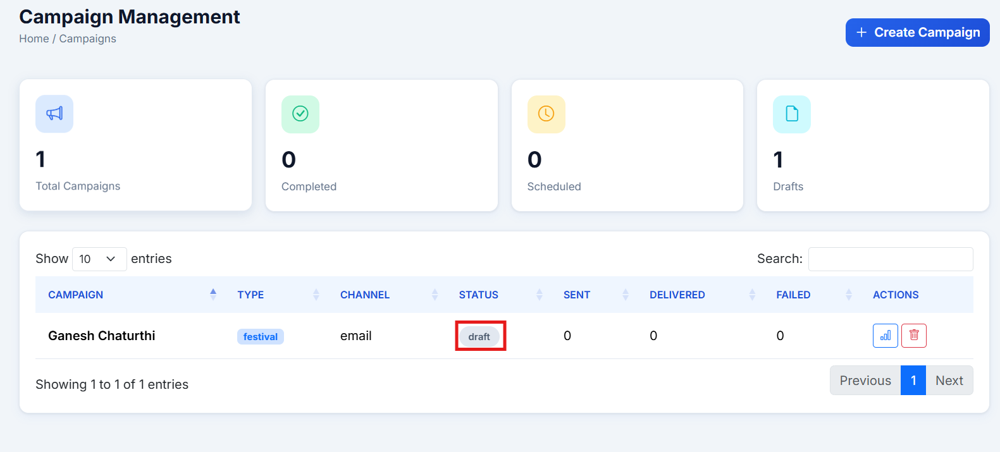 Campaign Management
Home / Campaigns
Create Campaign
1
Total Campaigns
0
Completed
0
Scheduled
1
Drafts
Show 10 entries
Search:
CAMPAIGN TYPE CHANNEL STATUS SENT DELIVERED FAILED ACTIONS
Ganesh Chaturthi festival email draft 0 0 0
Showing 1 to 1 of 1 entries
Previous 1 Next